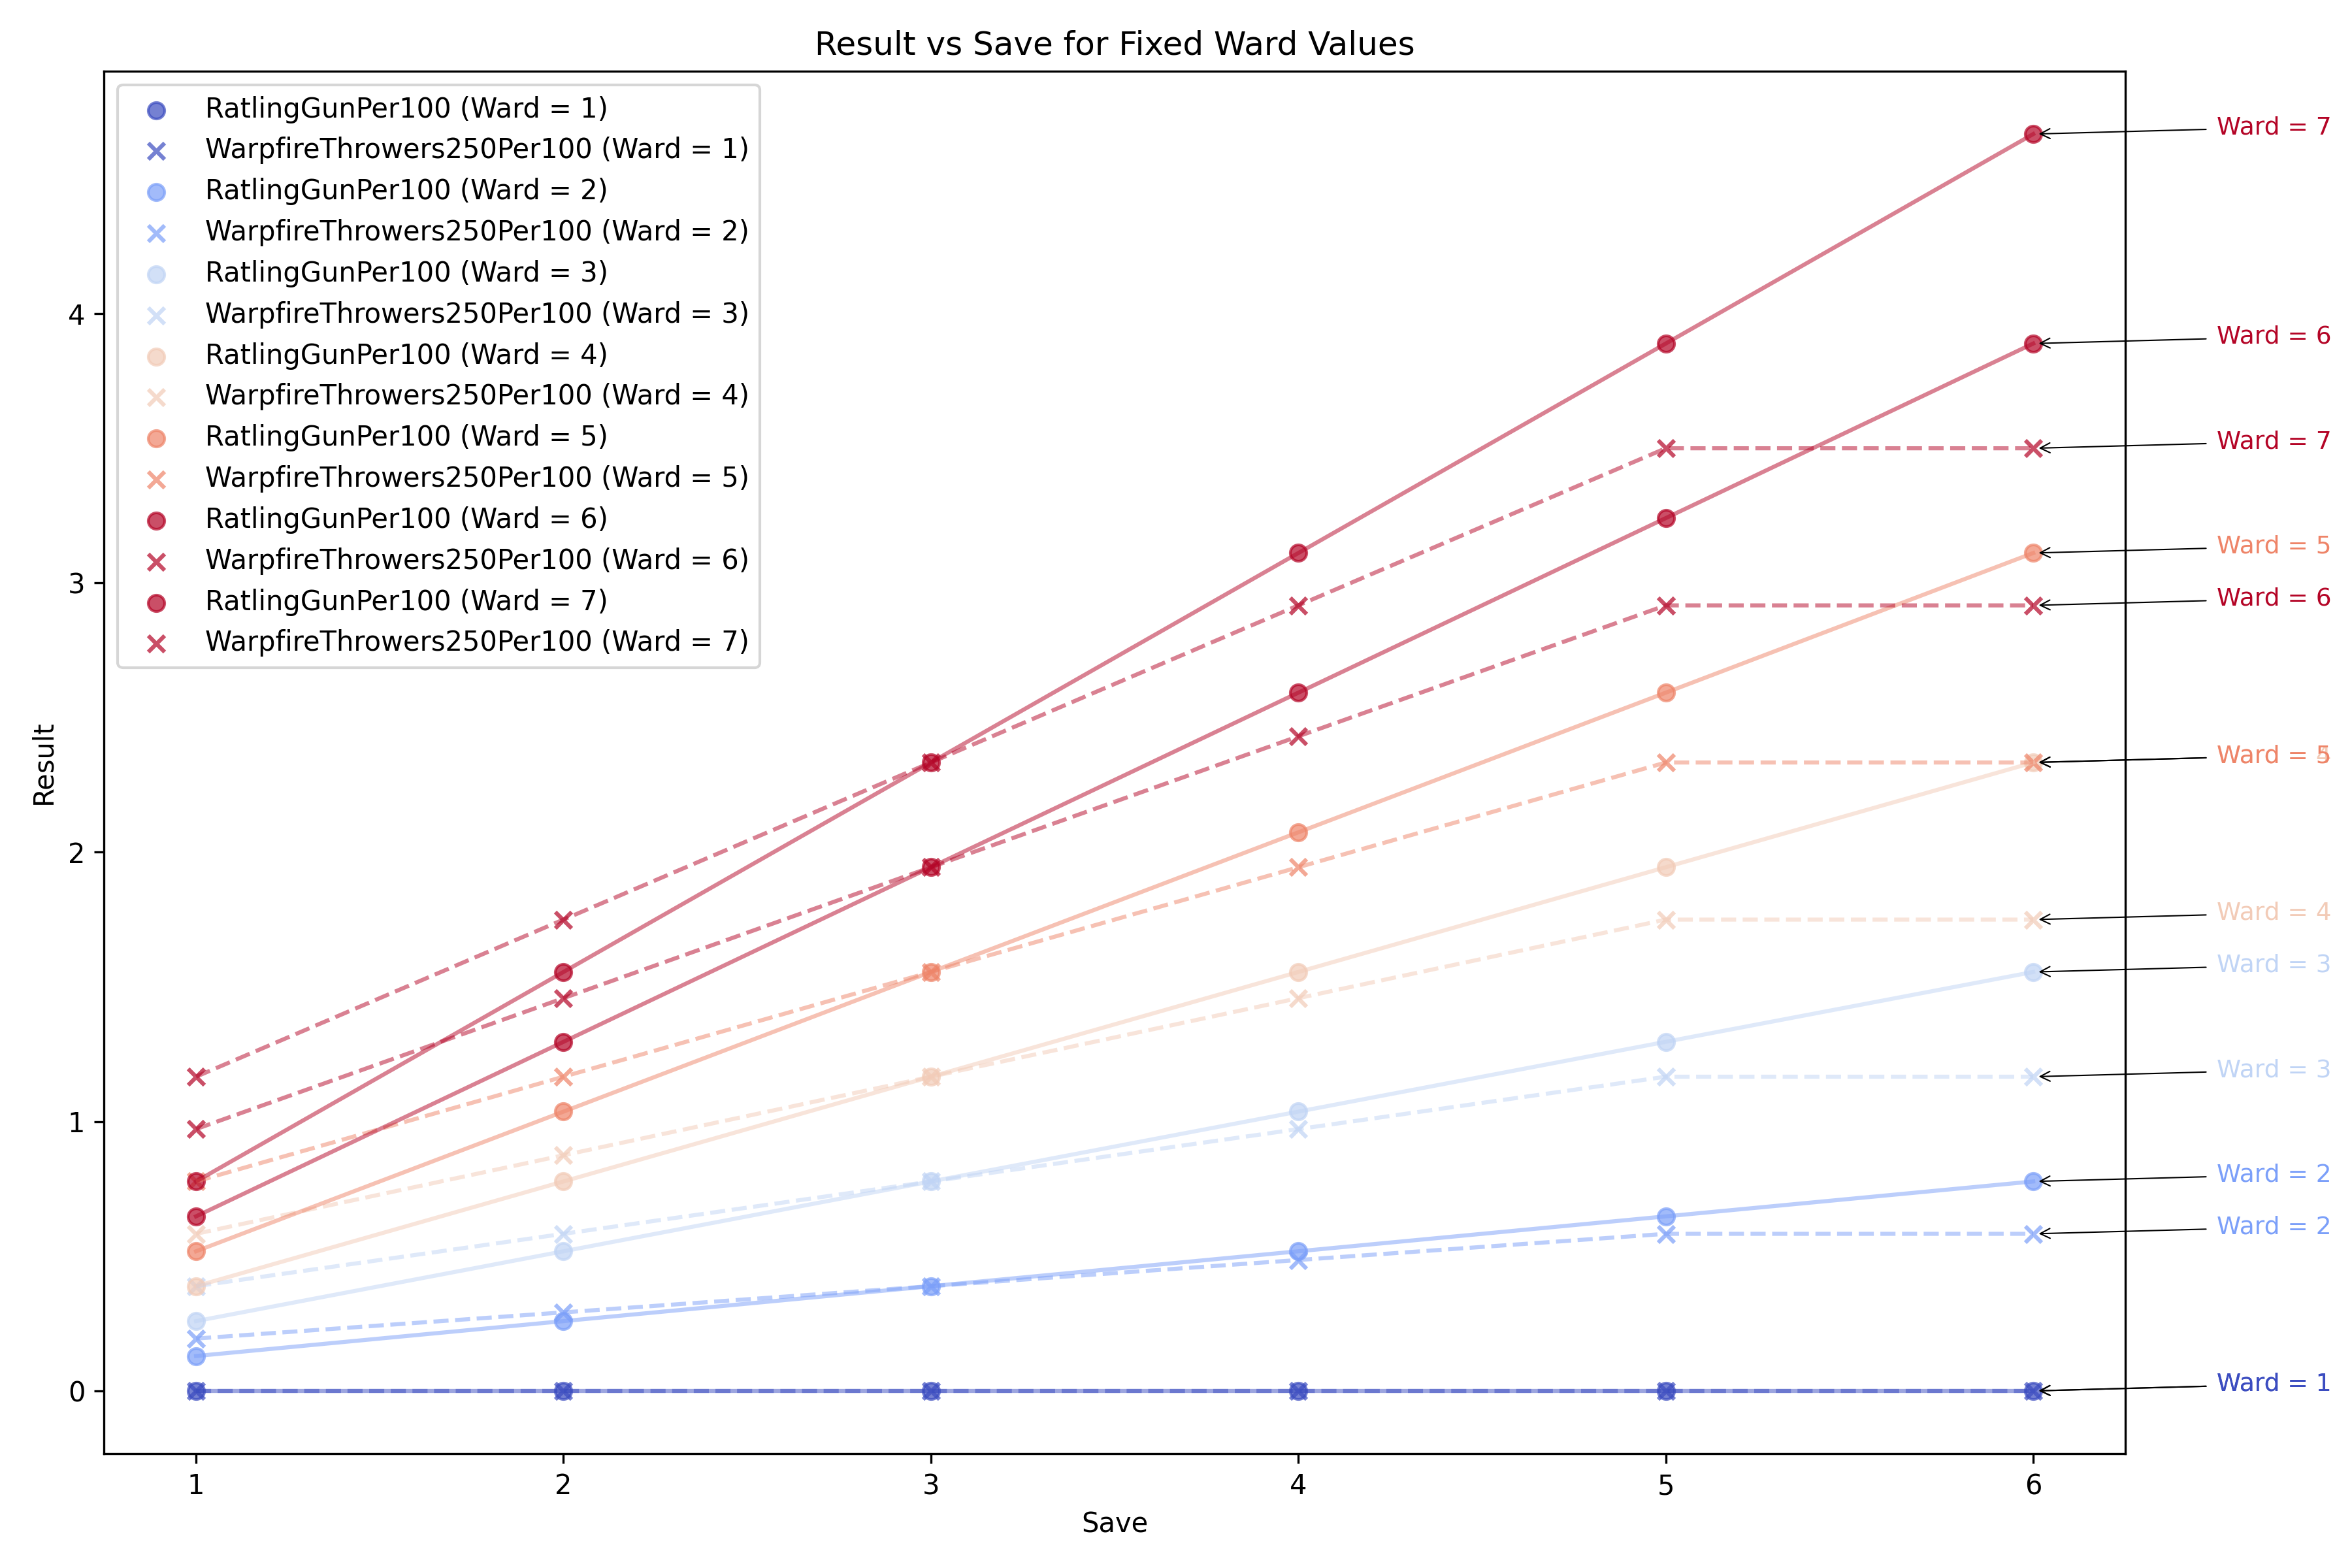 Result vs Save for Fixed Ward Values
RatlingGunPer100 (Ward = 1)
WarpfireThrowers250Per100 (Ward = 1)
RatlingGunPer100 (Ward = 2)
WarpfireThrowers250Per100 (Ward = 2)
RatlingGunPer100 (Ward = 3)
WarpfireThrowers250Per100 (Ward = 3)
RatlingGunPer100 (Ward = 4)
WarpfireThrowers250Per100 (Ward = 4)
RatlingGunPer100 (Ward = 5)
WarpfireThrowers250Per100 (Ward = 5)
RatlingGunPer100 (Ward = 6)
WarpfireThrowers250Per100 (Ward = 6)
RatlingGunPer100 (Ward = 7)
WarpfireThrowers250Per100 (Ward = 7)
Ward = 7
Ward = 6
Ward = 7
Ward = 5
Ward = 6
Ward = 5
Ward = 4
Ward = 3
Ward = 3
Ward = 2
Ward = 2
Ward = 1
Result
4
3
2
1
0
1 2 3 4 5 6
Save